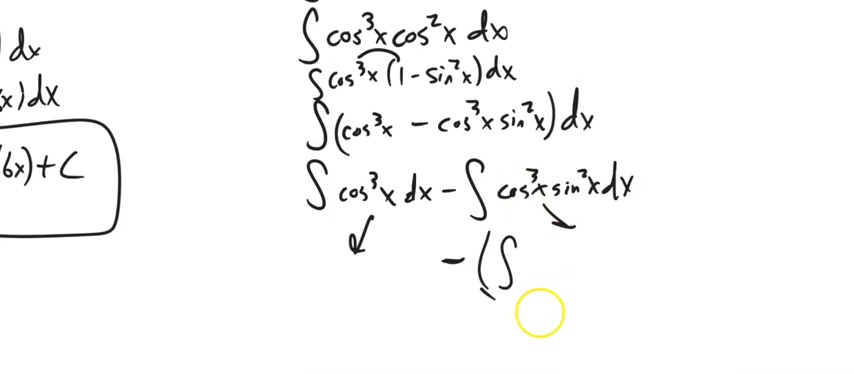 ) dx
x) dx
6x) + C
∫ cos³x cos²x dx
∫ cos³x (1 - sin²x) dx
∫ (cos³x - cos³x sin²x) dx
∫ cos³x dx - ∫ cos³x sin²x dx
- ( ∫